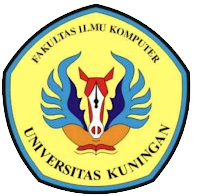 FAKULTAS ILMU KOMPUTER
UNIVERSITAS KUNINGAN